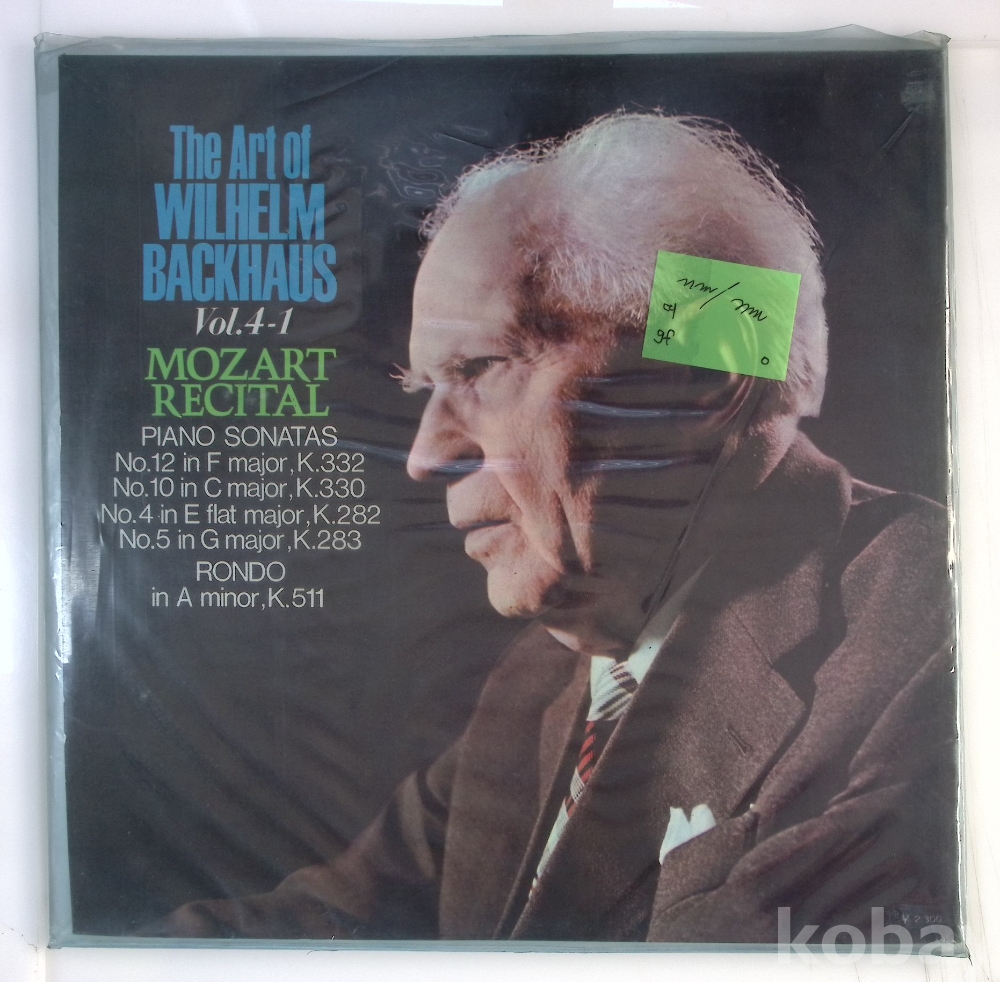 The Art of
WILHELM
BACKHAUS
Vol.4-1
MOZART
RECITAL
PIANO SONATAS
No.12 in F major,K.332
No.10 in C major,K.330
No.4 in E flat major,K.282
No.5 in G major,K.283
RONDO
in A minor,K.511
koba